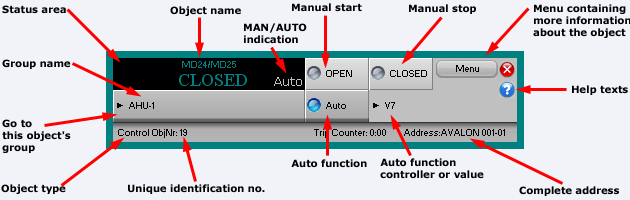 Status area
Object name
Manual start
Manual stop
Menu containing
more information
about the object
MAN/AUTO
indication
MD24/MD25
CLOSED
Auto
OPEN
CLOSED
Menu
Group name
AHU-1
Auto
V7
Help texts
Go to
this object's
group
Control ObjNr: 19
Trip Counter: 0:00
Address:AVALON 001-01
Object type
Unique identification no.
Auto function
Auto function
controller or value
Complete address